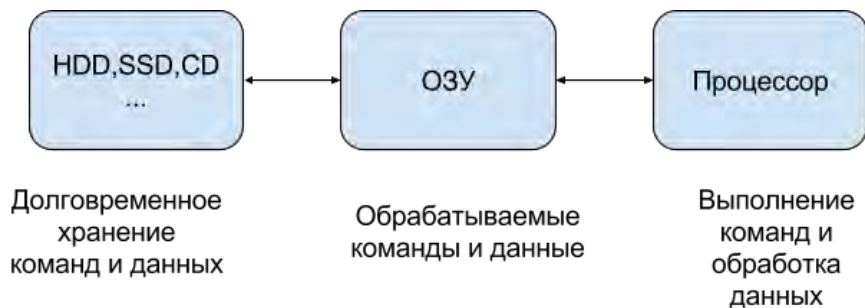 HDD,SSD,CD
...
ОЗУ
Процессор
Долговременное
хранение
команд и данных
Обрабатываемые
команды и данные
Выполнение
команд и
обработка
данных